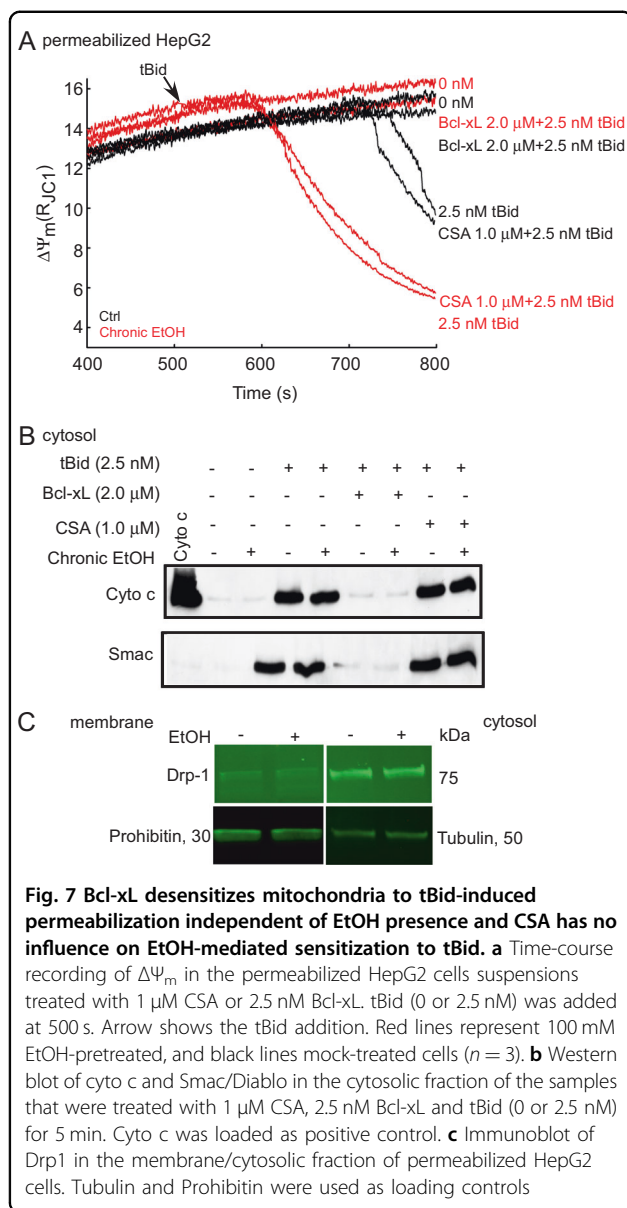 A permeabilized HepG2
tBid
16
14
12
10
8
6
4
ΔΨm(RJC1)
0 nM
0 nM
Bcl-xL 2.0 μM+2.5 nM tBid
Bcl-xL 2.0 μM+2.5 nM tBid
2.5 nM tBid
CSA 1.0 μM+2.5 nM tBid
CSA 1.0 μM+2.5 nM tBid
2.5 nM tBid
Ctrl
Chronic EtOH
400 500 600 700 800
Time (s)
B cytosol
tBid (2.5 nM) - - + + + + + +
Bcl-xL (2.0 μM) - - - - + + - -
CSA (1.0 μM) - - - - - - + +
Chronic EtOH - + - + - + - +
Cyto c
Cyto c
Smac
C membrane cytosol
EtOH - + - + kDa
Drp-1 75
Prohibitin, 30 Tubulin, 50
Fig. 7 Bcl-xL desensitizes mitochondria to tBid-induced
permeabilization independent of EtOH presence and CSA has no
influence on EtOH-mediated sensitization to tBid. a Time-course
recording of ΔΨm in the permeabilized HepG2 cells suspensions
treated with 1 μM CSA or 2.5 nM Bcl-xL. tBid (0 or 2.5 nM) was added
at 500 s. Arrow shows the tBid addition. Red lines represent 100 mM
EtOH-pretreated, and black lines mock-treated cells (n = 3). b Western
blot of cyto c and Smac/Diablo in the cytosolic fraction of the samples
that were treated with 1 μM CSA, 2.5 nM Bcl-xL and tBid (0 or 2.5 nM)
for 5 min. Cyto c was loaded as positive control. c Immunoblot of
Drp1 in the membrane/cytosolic fraction of permeabilized HepG2
cells. Tubulin and Prohibitin were used as loading controls